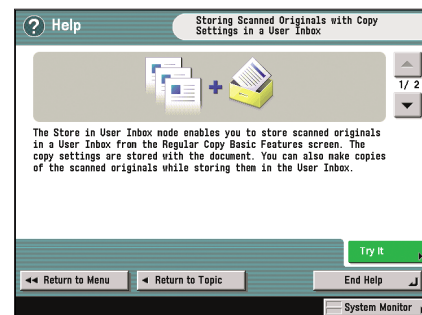 ? Help
Storing Scanned Originals with Copy
Settings in a User Inbox
1/ 2
The Store in User Inbox node enables you to store scanned originals
in a User Inbox from the Regular Copy Basic Features screen. The
copy settings are stored with the document. You can also make copies
of the scanned originals while storing them in the User Inbox.
Try It
Return to Menu
Return to Topic
End Help
System Monitor